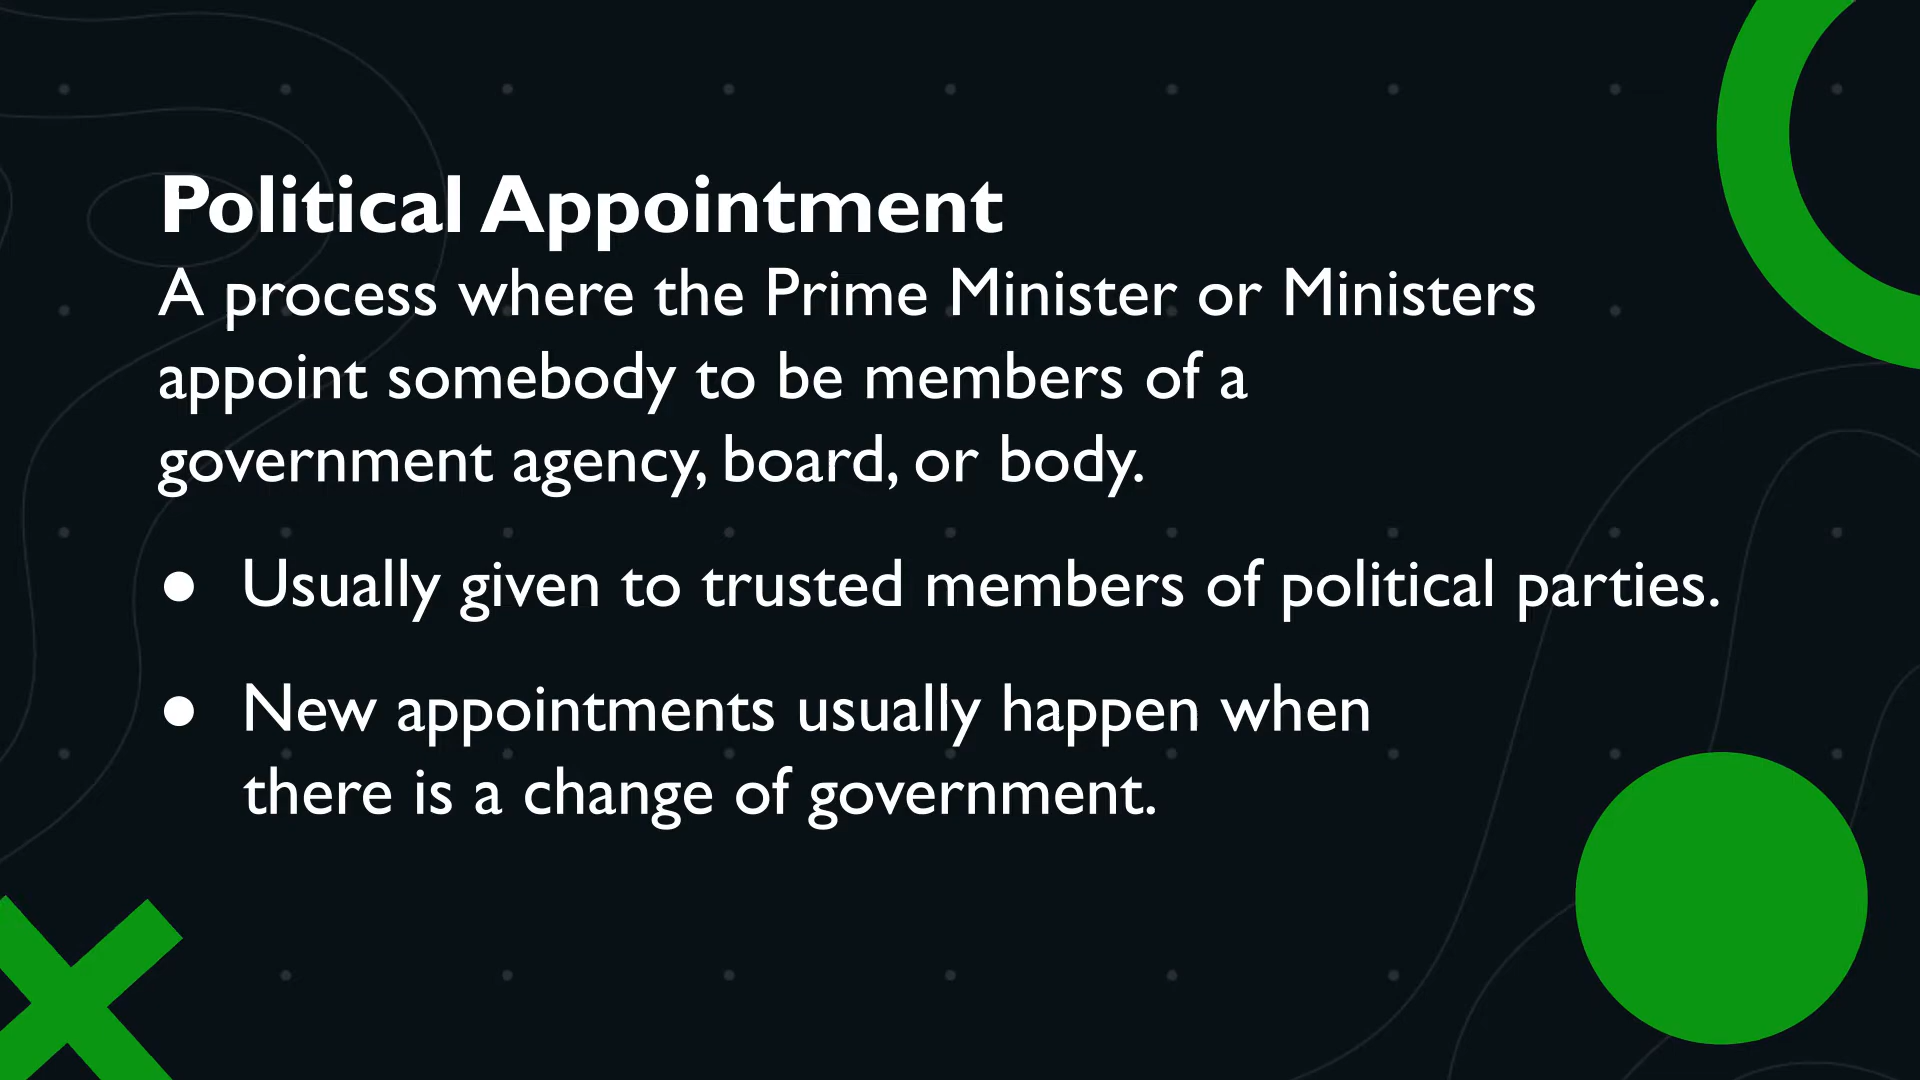 Political Appointment
A process where the Prime Minister or Ministers
appoint somebody to be members of a
government agency, board, or body.
● Usually given to trusted members of political parties.
● New appointments usually happen when
there is a change of government.